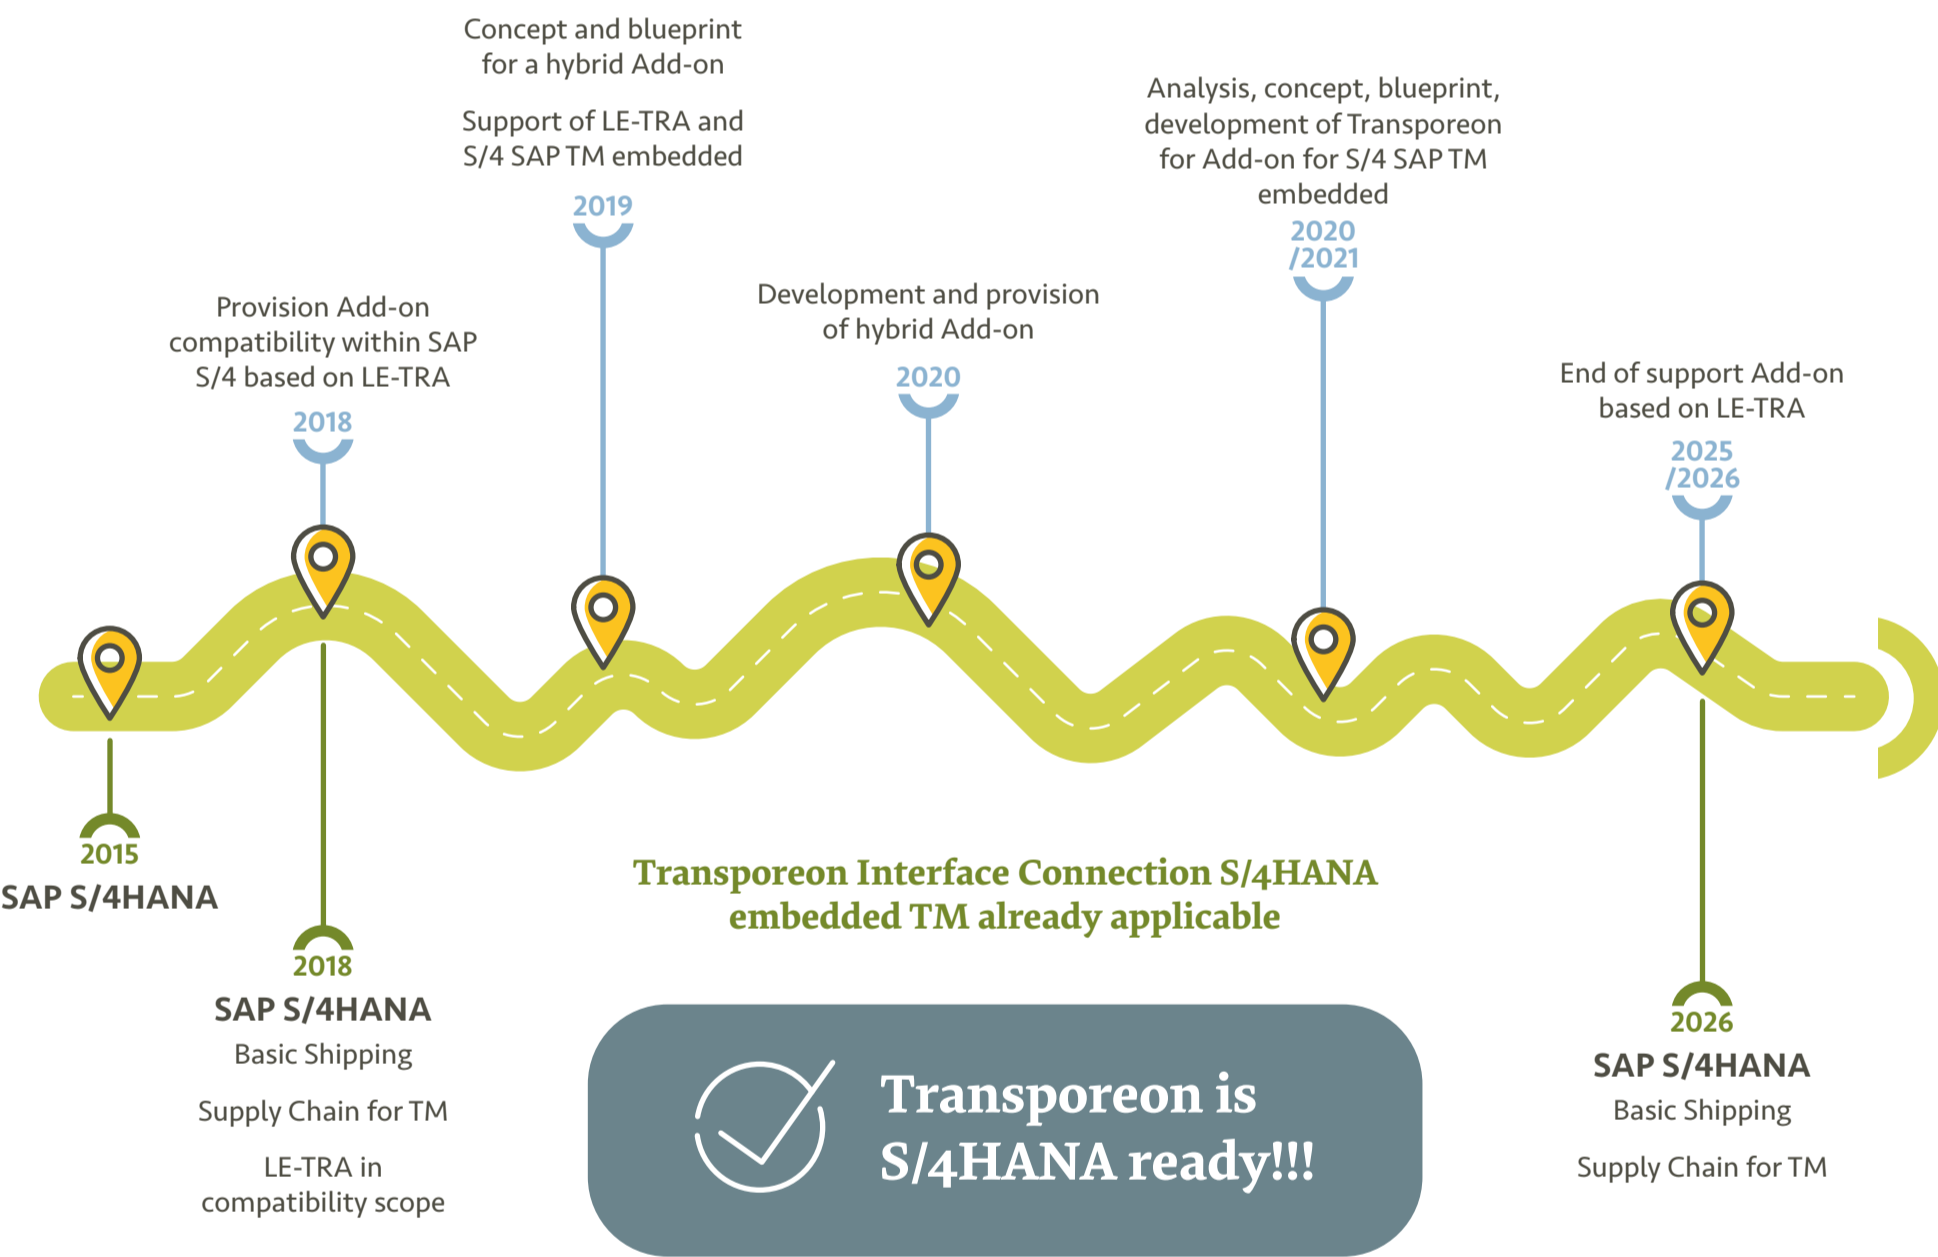 Concept and blueprint
for a hybrid Add-on
Support of LE-TRA and
S/4 SAP TM embedded
2019
Analysis, concept, blueprint,
development of Transporeon
for Add-on for S/4 SAP TM
embedded
2020
/2021
Provision Add-on
compatibility within SAP
S/4 based on LE-TRA
2018
Development and provision
of hybrid Add-on
2020
End of support Add-on
based on LE-TRA
2025
/2026
2015
SAP S/4HANA
2018
SAP S/4HANA
Basic Shipping
Supply Chain for TM
LE-TRA in
compatibility scope
Transporeon Interface Connection S/4HANA
embedded TM already applicable
Transporeon is
S/4HANA ready!!!
2026
SAP S/4HANA
Basic Shipping
Supply Chain for TM